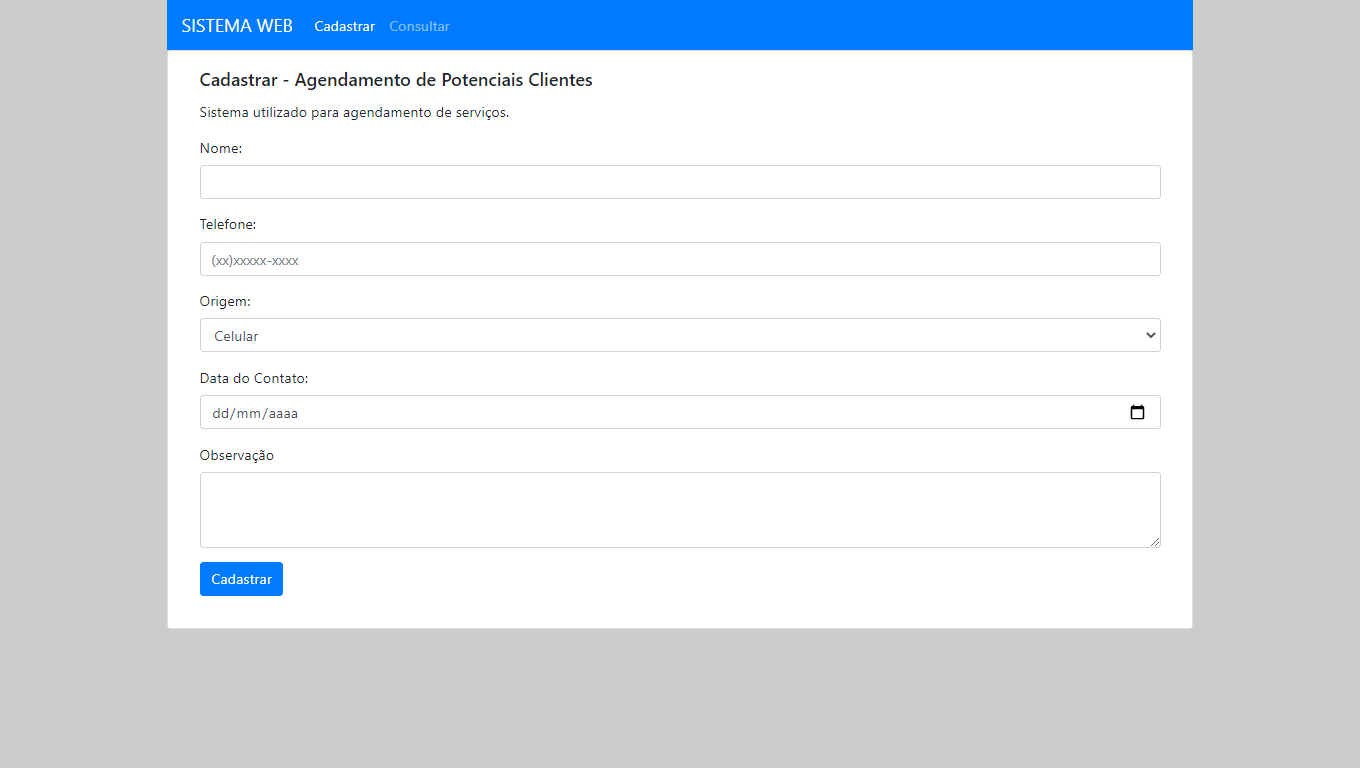 SISTEMA WEB Cadastrar Consultar
Cadastrar - Agendamento de Potenciais Clientes
Sistema utilizado para agendamento de serviços.
Nome:
Telefone:
(xx)xxxxx-xxxx
Origem:
Celular
Data do Contato:
dd/mm/aaaa
Observação
Cadastrar